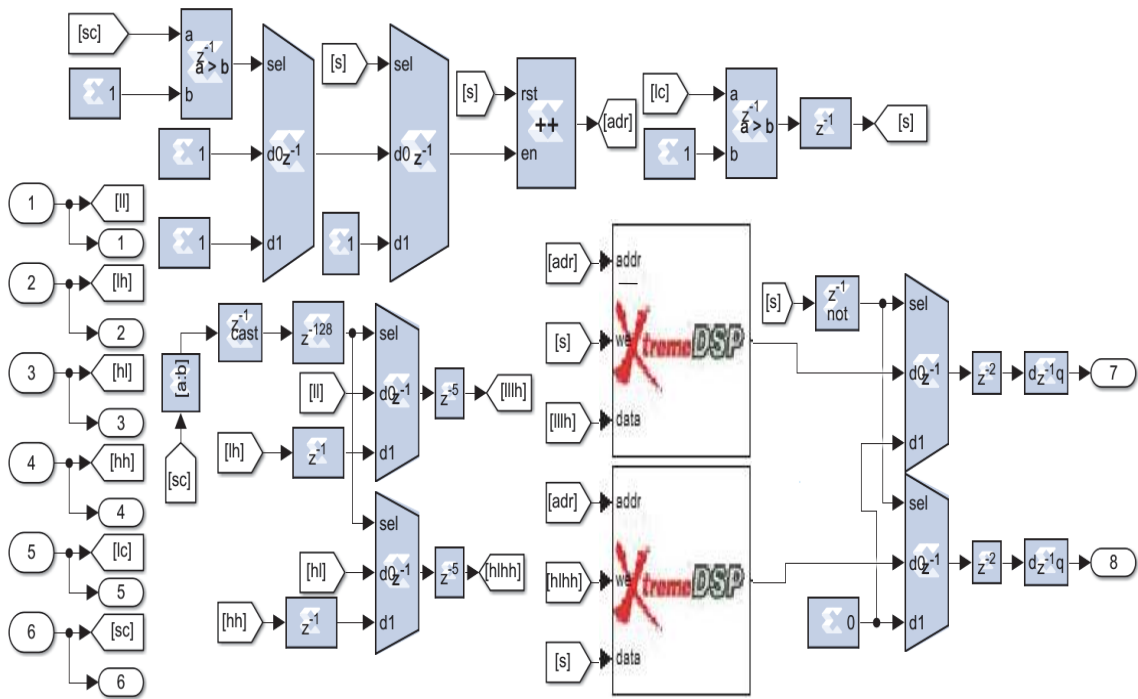 [sc]
a
b
z-1
a > b
1
sel
d0
z-1
d1
1
1
[s]
sel
d0
z-1
d1
1
[s]
rst
en
++
[adr]
[lc]
a
b
z-1
a > b
1
z-1
[s]
1
[ll]
1
2
[lh]
2
3
[hl]
3
4
[hh]
4
5
[lc]
5
6
[sc]
6
[sc]
[a:b]
z-1
cast
z-128
sel
[ll]
d0
z-1
[lh]
z-1
d1
z-5
[lllh]
sel
[hl]
d0
z-1
[hh]
z-1
d1
z-5
[hlhh]
[adr]
addr
[s]
we
XtremeDSP
[lllh]
data
[adr]
addr
[hlhh]
we
XtremeDSP
[s]
data
[s]
z-1
not
sel
d0
z-1
d1
z-2
dz-1q
7
sel
d0
z-1
0
d1
z-2
dz-1q
8